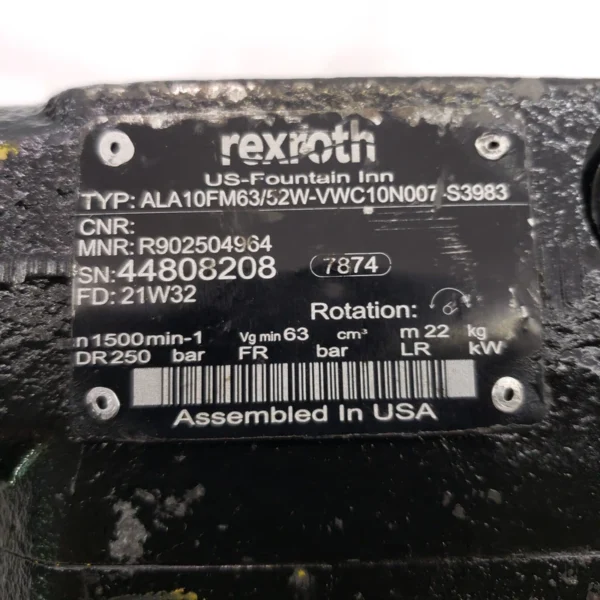 rexroth
US-Fountain Inn
TYP: ALA10FM63/52W-VWC10N007-S3983
CNR:
MNR: R902504964
SN: 44808208 7874
FD: 21W32
Rotation:
n 1500 min-1 Vg min 63 cm³ m 22 kg
DR 250 bar FR bar LR kW
Assembled In USA